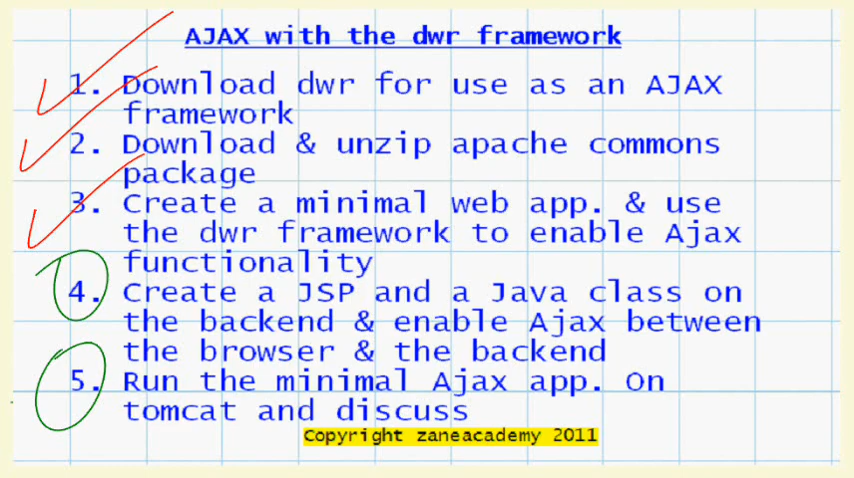 AJAX with the dwr framework
1. Download dwr for use as an AJAX
framework
2. Download & unzip apache commons
package
3. Create a minimal web app. & use
the dwr framework to enable Ajax
functionality
4. Create a JSP and a Java class on
the backend & enable Ajax between
the browser & the backend
5. Run the minimal Ajax app. On
tomcat and discuss
Copyright zaneacademy 2011